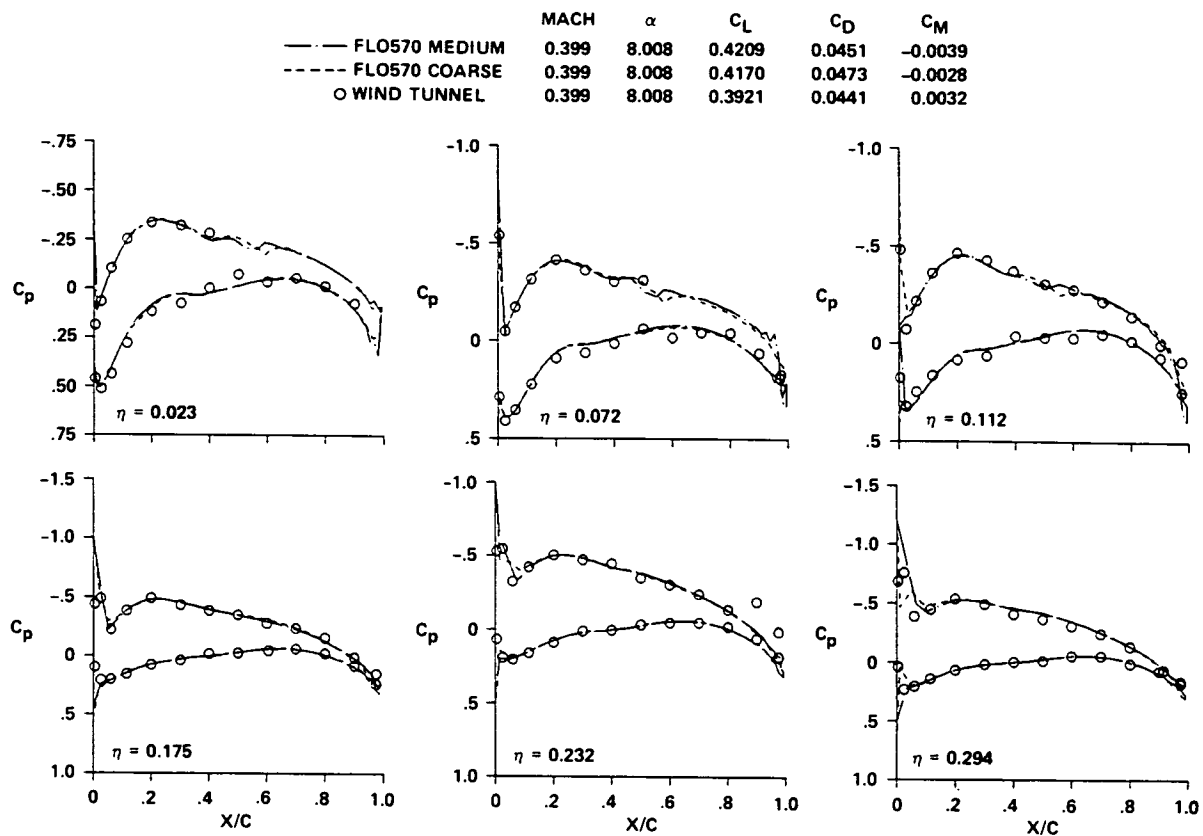 MACH α C_L C_D C_M
FLO570 MEDIUM 0.399 8.008 0.4209 0.0451 −0.0039
FLO570 COARSE 0.399 8.008 0.4170 0.0473 −0.0028
WIND TUNNEL 0.399 8.008 0.3921 0.0441 0.0032
−.75
−.50
−.25
C_p
0
.25
.50
.75
η = 0.023
−1.0
−.5
C_p
0
.5
η = 0.072
−1.0
−.5
C_p
0
.5
η = 0.112
−1.5
−1.0
−.5
C_p
0
.5
1.0
η = 0.175
0 .2 .4 .6 .8 1.0
X/C
−1.0
−.5
C_p
0
.5
1.0
η = 0.232
0 .2 .4 .6 .8 1.0
X/C
−1.5
−1.0
−.5
C_p
0
.5
1.0
η = 0.294
0 .2 .4 .6 .8 1.0
X/C